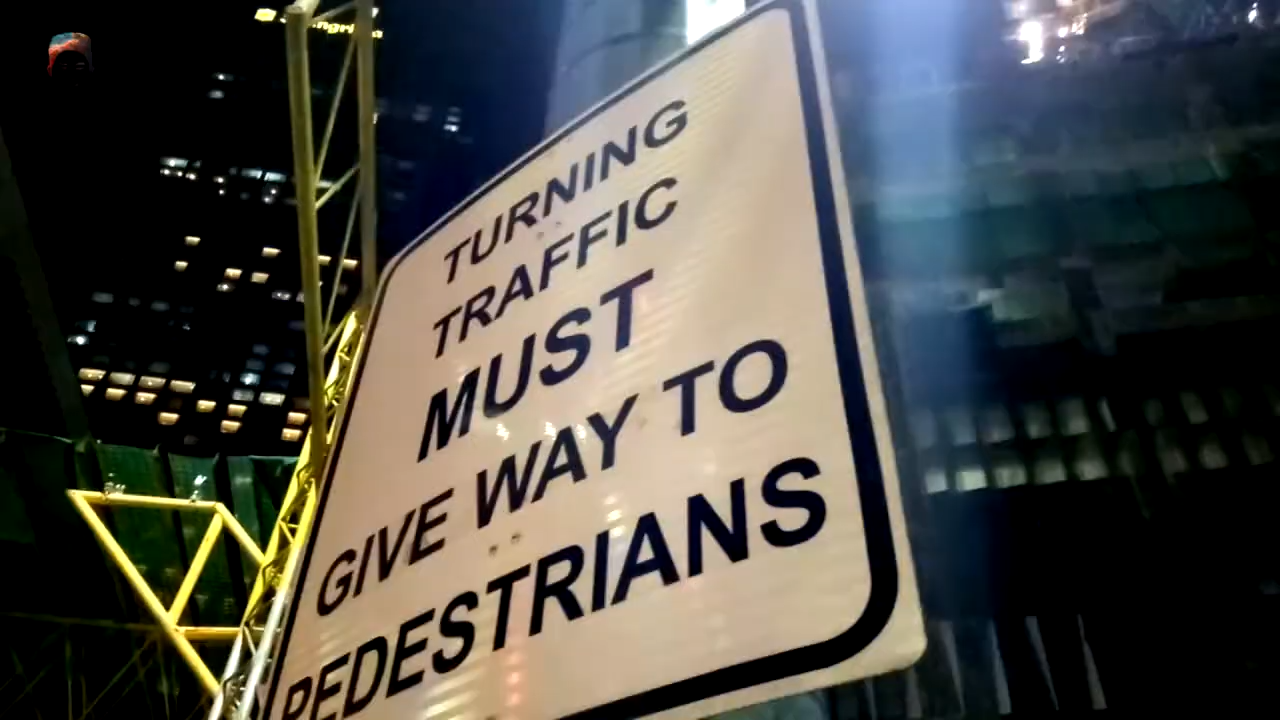 TURNING
TRAFFIC
MUST
GIVE WAY TO
PEDESTRIANS